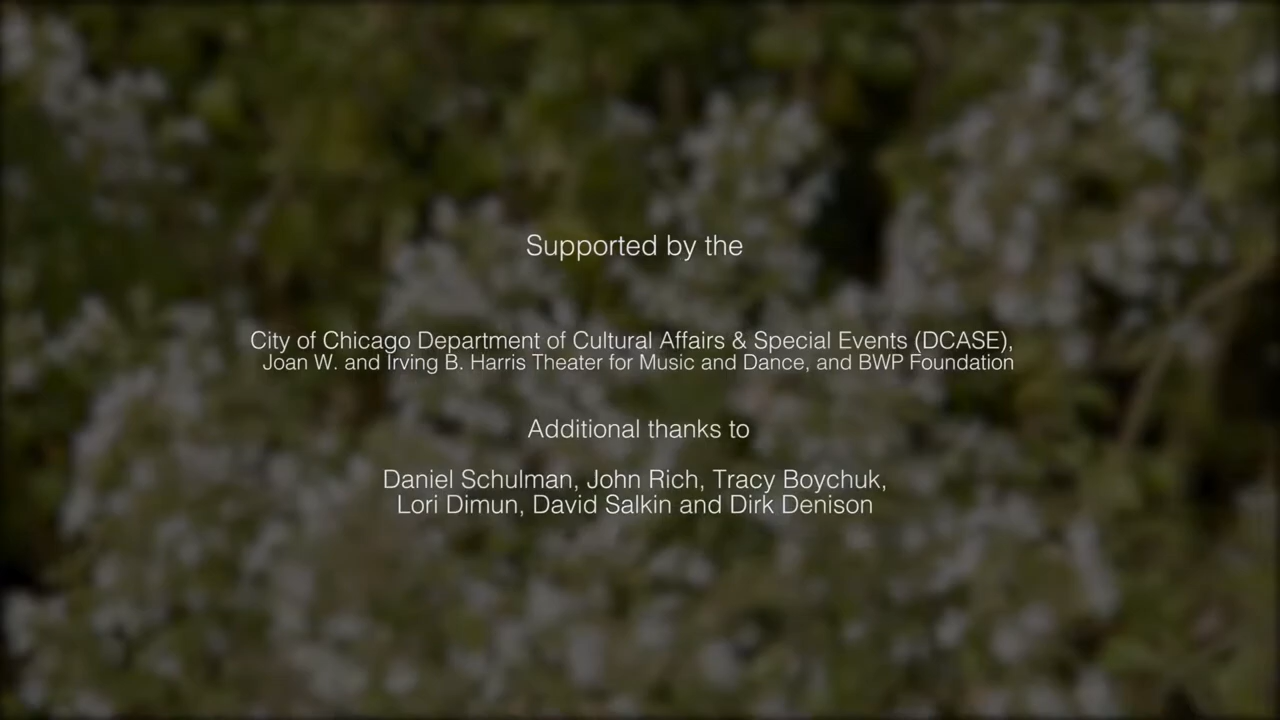 Supported by the
City of Chicago Department of Cultural Affairs & Special Events (DCASE),
Joan W. and Irving B. Harris Theater for Music and Dance, and BWP Foundation
Additional thanks to
Daniel Schulman, John Rich, Tracy Boychuk,
Lori Dimun, David Salkin and Dirk Denison